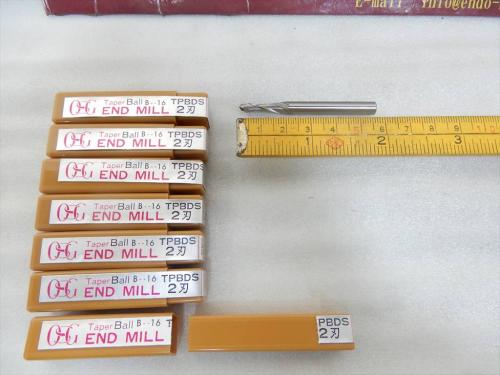 E-mail info@endo-
OSG Taper Ball B--16 TPBDS
END MILL 2刃
OSG Taper Ball B--16 TPBDS
END MILL 2刃
OSG Taper Ball B--16 TPBDS
END MILL 2刃
OSG Taper Ball B--16 TPBDS
END MILL 2刃
OSG Taper Ball B--16 TPBDS
END MILL 2刃
OSG Taper Ball B--16 TPBDS
END MILL 2刃
OSG Taper Ball B--16 T PBDS
END MILL 2刃
1 2 3 4 5 6 7 8 9
1 2 3